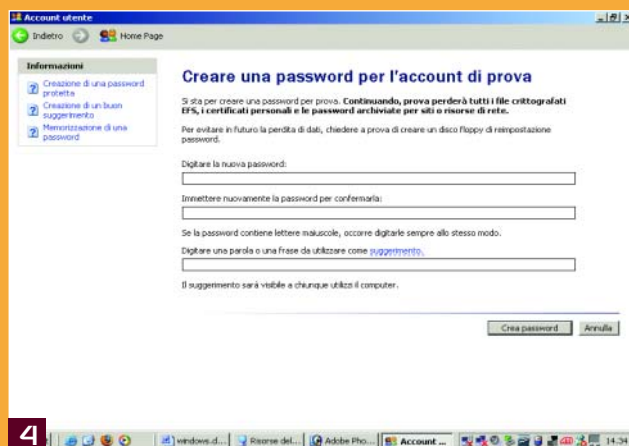 Account utente
Indietro Home Page
Informazioni
Creazione di una password
protetta
Creazione di un buon
suggerimento
Memorizzazione di una
password
Creare una password per l'account di prova
Si sta per creare una password per prova. Continuando, prova perderà tutti i file crittografati
EFS, i certificati personali e le password archiviate per siti o risorse di rete.
Per evitare in futuro la perdita di dati, chiedere a prova di creare un disco floppy di reimpostazione
password.
Digitare la nuova password:
Immettere nuovamente la password per confermarla:
Se la password contiene lettere maiuscole, occorre digitarle sempre allo stesso modo.
Digitare una parola o una frase da utilizzare come suggerimento.
Il suggerimento sarà visibile a chiunque utilizzi il computer.
Crea password Annulla
4 windows.d... Risorse del... Adobe Pho... Account ... 14.34